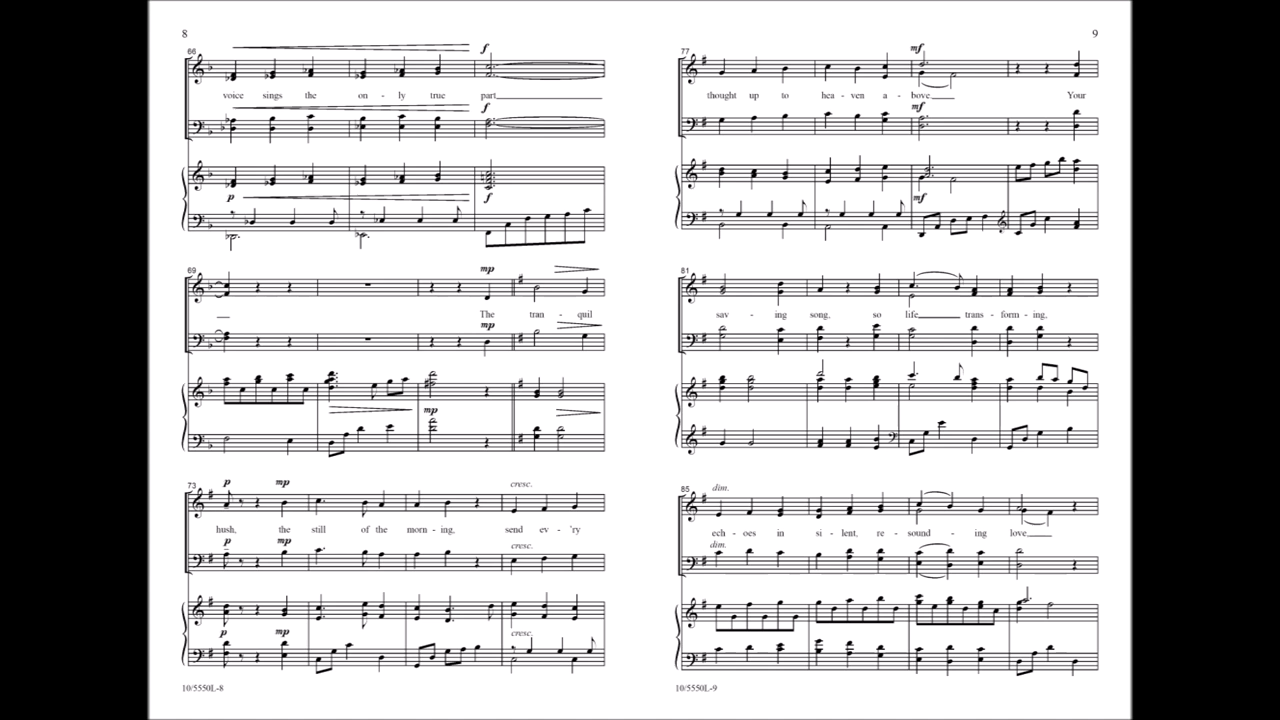 8
66
f
voice sings the on - ly true part
f
p
f
69
mp
The tran - quil
mp
mp
73
p mp
cresc.
hush, the still of the morn - ing, send ev - 'ry
p mp
cresc.
p mp
cresc.
10/5550L-8
9
77
mf
thought up to hea - ven a - bove Your
mf
mf
81
sav - ing song, so life trans - form - ing,
85
dim.
ech - oes in si - lent, re - sound - ing love
dim.
10/5550L-9